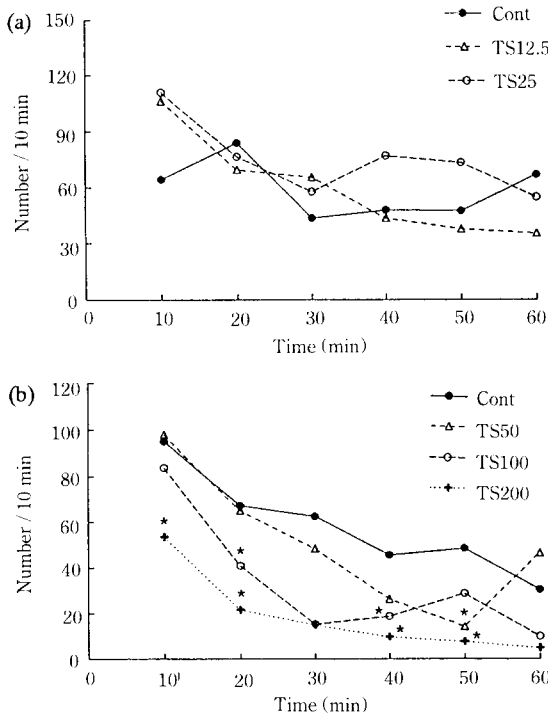 (a)
Cont
TS12.5
TS25
Number / 10 min
150
120
90
60
30
0
0 10 20 30 40 50 60
Time (min)
(b)
Cont
TS50
TS100
TS200
Number / 10 min
120
100
80
60
40
20
0
0 10 20 30 40 50 60
Time (min)